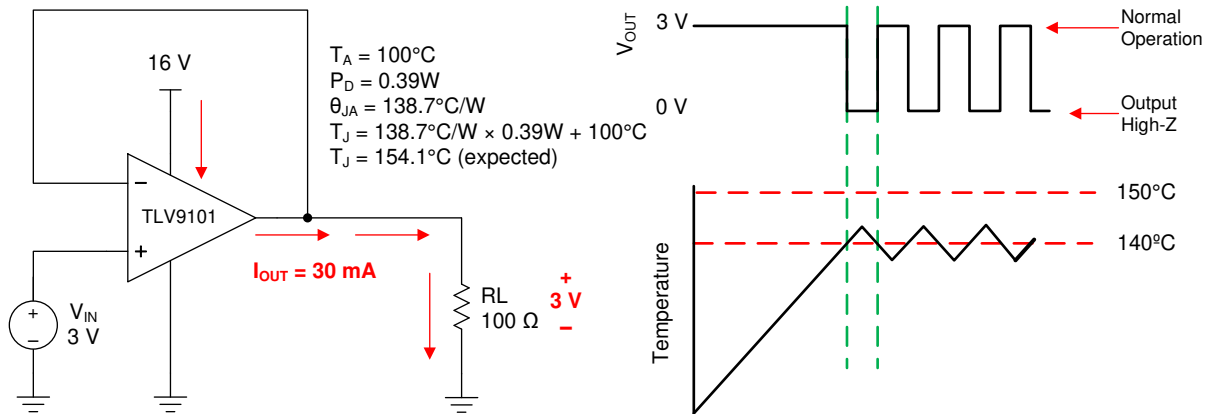 16 V
T_A = 100°C
P_D = 0.39W
θ_JA = 138.7°C/W
T_J = 138.7°C/W × 0.39W + 100°C
T_J = 154.1°C (expected)
−
TLV9101
+
I_OUT = 30 mA
+
−
V_IN
3 V
RL
100 Ω
+
3 V
−
V_OUT
3 V
0 V
Normal
Operation
Output
High-Z
Temperature
150°C
140ºC